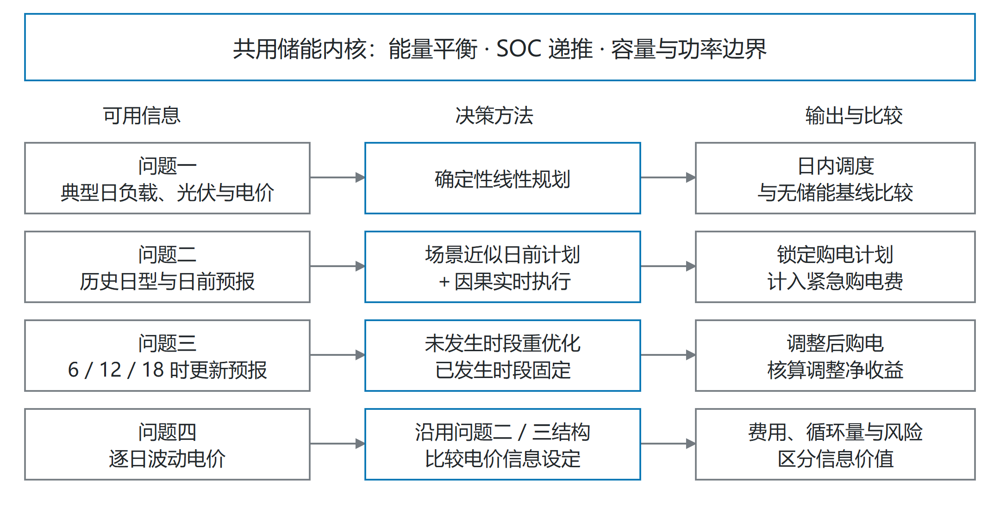 共用储能内核：能量平衡 · SOC 递推 · 容量与功率边界
可用信息
决策方法
输出与比较
问题一
典型日负载、光伏与电价
确定性线性规划
日内调度
与无储能基线比较
问题二
历史日型与日前预报
场景近似日前计划
+ 因果实时执行
锁定购电计划
计入紧急购电费
问题三
6 / 12 / 18 时更新预报
未发生时段重优化
已发生时段固定
调整后购电
核算调整净收益
问题四
逐日波动电价
沿用问题二 / 三结构
比较电价信息设定
费用、循环量与风险
区分信息价值